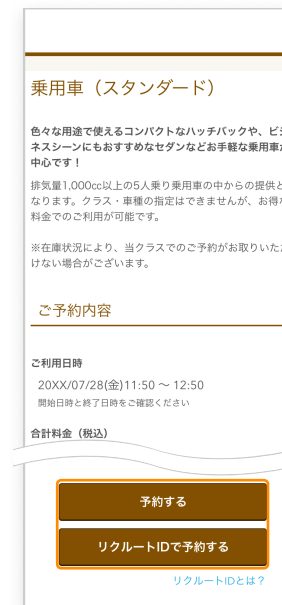 乗用車（スタンダード）
色々な用途で使えるコンパクトなハッチバックや、ビジ
ネスシーンにもおすすめなセダンなどお手軽な乗用車が
中心です！
排気量1,000cc以上の5人乗り乗用車の中からの提供と
なります。クラス・車種の指定はできませんが、お得な
料金でのご利用が可能です。
※在庫状況により、当クラスでのご予約がお取りいただ
けない場合がございます。
ご予約内容
ご利用日時
20XX/07/28(金)11:50 〜 12:50
開始日時と終了日時をご確認ください
合計料金（税込）
予約する
リクルートIDで予約する
リクルートIDとは？